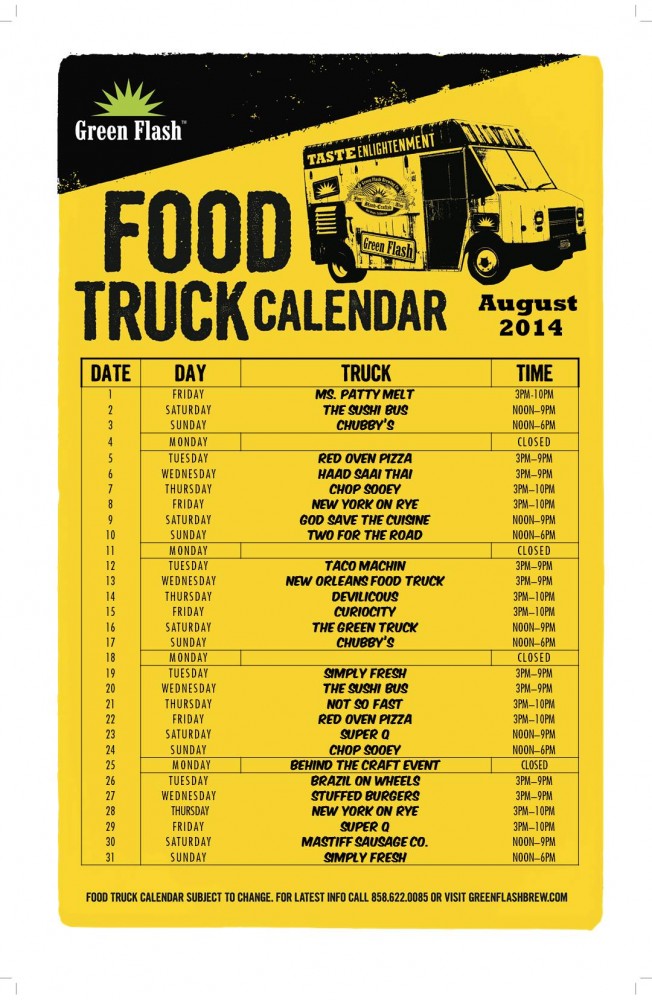 Green Flash™
TASTE ENLIGHTENMENT
Green Flash
FOOD
TRUCK CALENDAR
August
2014
DATE DAY TRUCK TIME
1 FRIDAY MS. PATTY MELT 3PM-10PM
2 SATURDAY THE SUSHI BUS NOON–9PM
3 SUNDAY CHUBBY'S NOON–6PM
4 MONDAY CLOSED
5 TUESDAY RED OVEN PIZZA 3PM–9PM
6 WEDNESDAY HAAD SAAI THAI 3PM–9PM
7 THURSDAY CHOP SOOEY 3PM–10PM
8 FRIDAY NEW YORK ON RYE 3PM–10PM
9 SATURDAY GOD SAVE THE CUISINE NOON–9PM
10 SUNDAY TWO FOR THE ROAD NOON–6PM
11 MONDAY CLOSED
12 TUESDAY TACO MACHIN 3PM–9PM
13 WEDNESDAY NEW ORLEANS FOOD TRUCK 3PM–9PM
14 THURSDAY DEVILICOUS 3PM–10PM
15 FRIDAY CURIOCITY 3PM–10PM
16 SATURDAY THE GREEN TRUCK NOON–9PM
17 SUNDAY CHUBBY'S NOON–6PM
18 MONDAY CLOSED
19 TUESDAY SIMPLY FRESH 3PM–9PM
20 WEDNESDAY THE SUSHI BUS 3PM–9PM
21 THURSDAY NOT SO FAST 3PM–10PM
22 FRIDAY RED OVEN PIZZA 3PM–10PM
23 SATURDAY SUPER Q NOON–9PM
24 SUNDAY CHOP SOOEY NOON–6PM
25 MONDAY BEHIND THE CRAFT EVENT CLOSED
26 TUESDAY BRAZIL ON WHEELS 3PM–9PM
27 WEDNESDAY STUFFED BURGERS 3PM–9PM
28 THURSDAY NEW YORK ON RYE 3PM–10PM
29 FRIDAY SUPER Q 3PM–10PM
30 SATURDAY MASTIFF SAUSAGE CO. NOON–9PM
31 SUNDAY SIMPLY FRESH NOON–6PM
FOOD TRUCK CALENDAR SUBJECT TO CHANGE. FOR LATEST INFO CALL 858.622.0085 OR VISIT GREENFLASHBREW.COM